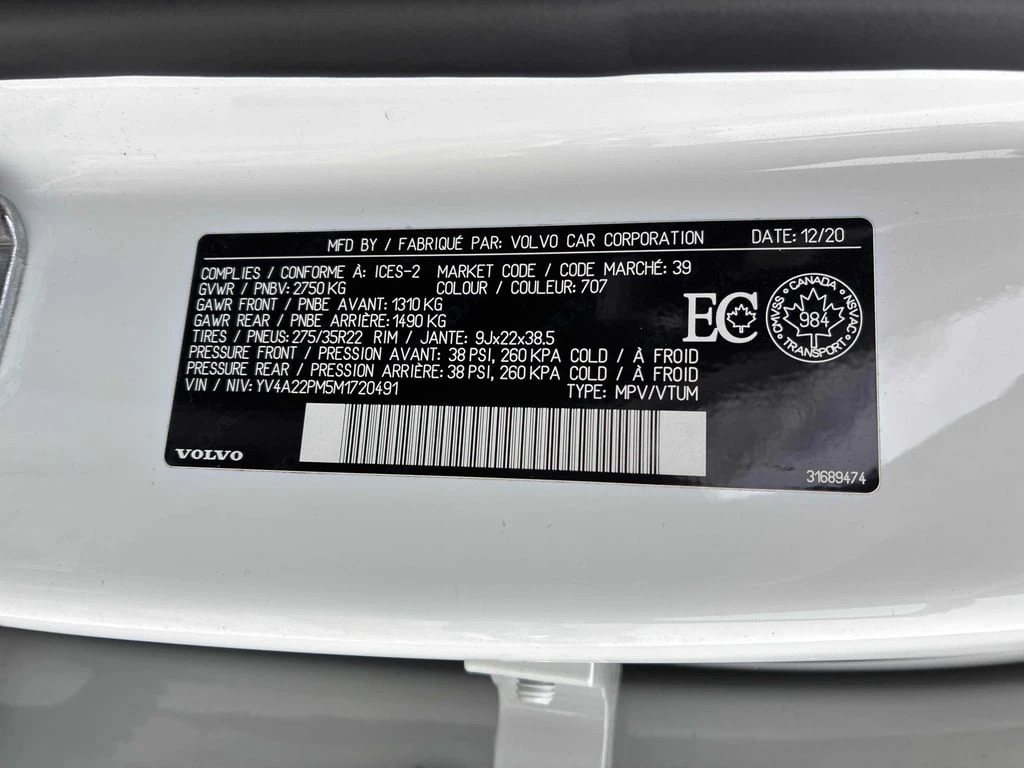 MFD BY / FABRIQUÉ PAR: VOLVO CAR CORPORATION DATE: 12/20
COMPLIES / CONFORME À: ICES-2 MARKET CODE / CODE MARCHÉ: 39
GVWR / PNBV: 2750 KG COLOUR / COULEUR: 707
GAWR FRONT / PNBE AVANT: 1310 KG
GAWR REAR / PNBE ARRIÈRE: 1490 KG
TIRES / PNEUS: 275/35R22 RIM / JANTE: 9Jx22x38.5
PRESSURE FRONT / PRESSION AVANT: 38 PSI, 260 KPA COLD / À FROID
PRESSURE REAR / PRESSION ARRIÈRE: 38 PSI, 260 KPA COLD / À FROID
VIN / NIV: YV4A22PM5M1720491 TYPE: MPV/VTUM
EC
CANADA
CMVSS 984 NSVAC
TRANSPORT
VOLVO
31689474